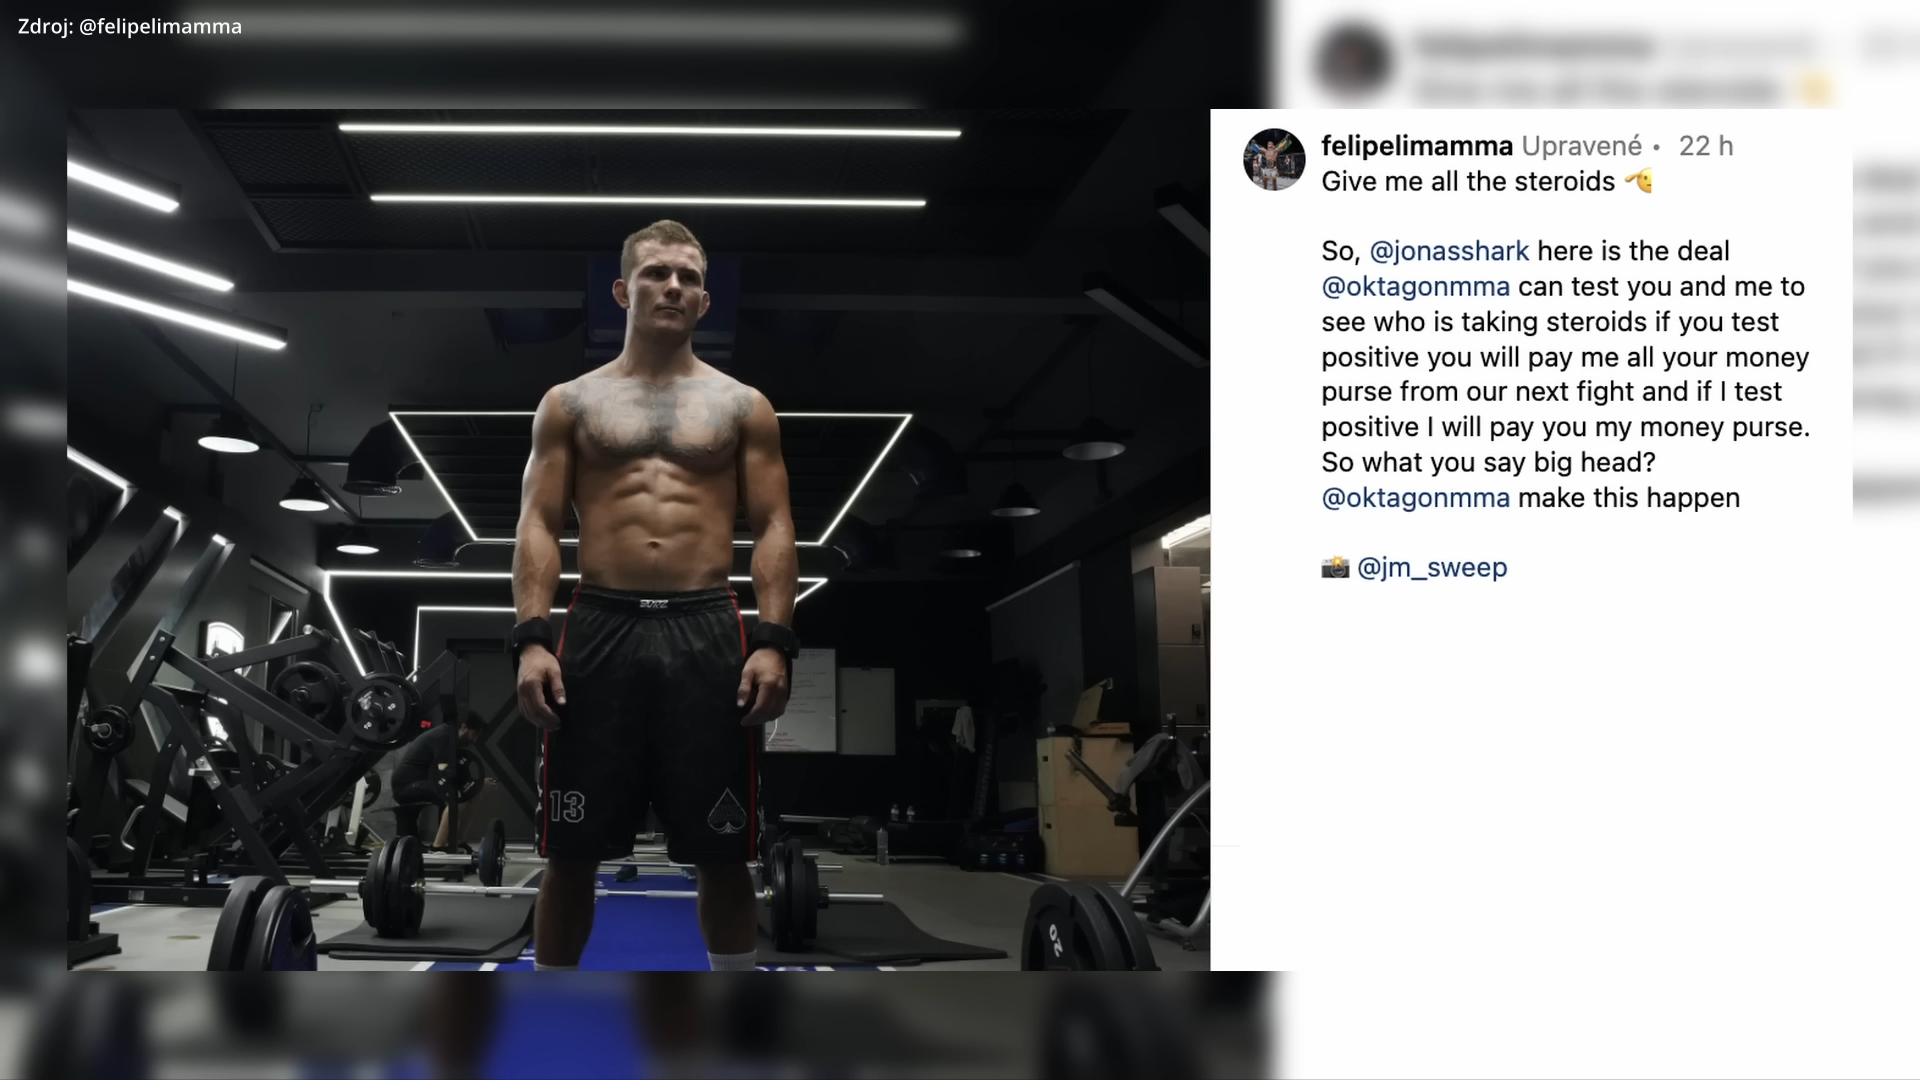 Zdroj: @felipelimamma
felipelimamma Upravené • 22 h
Give me all the steroids
So, @jonasshark here is the deal
@oktagonmma can test you and me to
see who is taking steroids if you test
positive you will pay me all your money
purse from our next fight and if I test
positive I will pay you my money purse.
So what you say big head?
@oktagonmma make this happen
📸 @jm_sweep
13
20